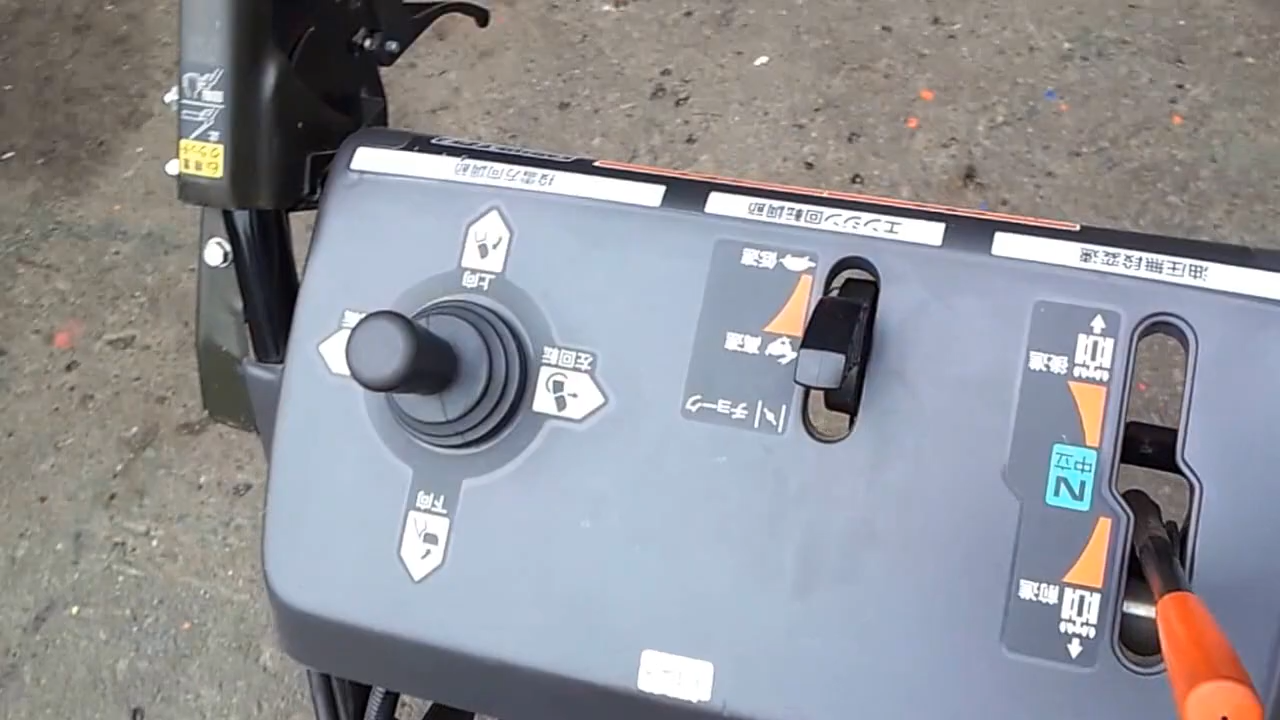 投雪方向調節
エンジン回転調節
油圧無段変速
上向
左回転
下向
低速
高速
チョーク
後進
N
中立
前進